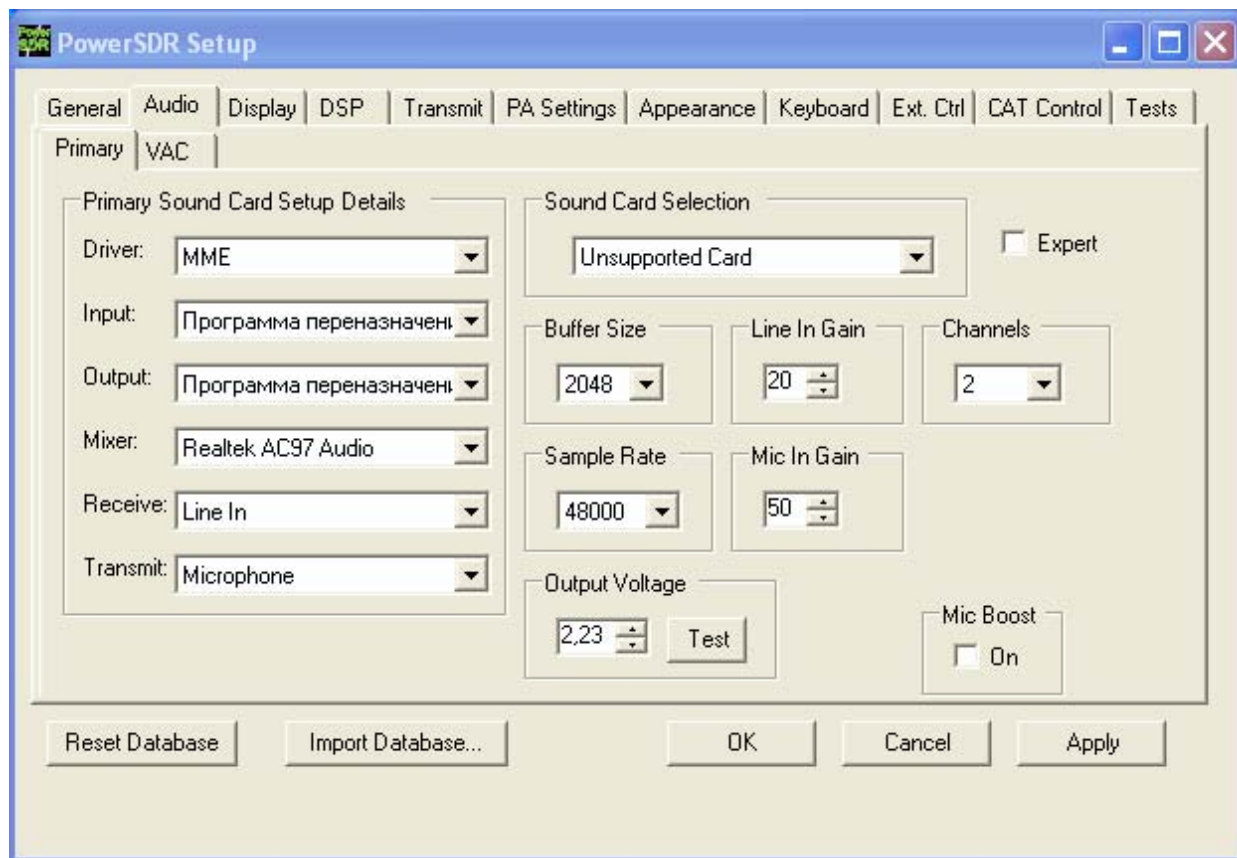 PowerSDR Setup
General Audio Display DSP Transmit PA Settings Appearance Keyboard Ext. Ctrl CAT Control Tests
Primary VAC
Primary Sound Card Setup Details
Driver: MME
Input: Программа переназначени
Output: Программа переназначени
Mixer: Realtek AC97 Audio
Receive: Line In
Transmit: Microphone
Sound Card Selection
Unsupported Card
Expert
Buffer Size
2048
Line In Gain
20
Channels
2
Sample Rate
48000
Mic In Gain
50
Output Voltage
2,23 Test
Mic Boost
On
Reset Database Import Database... OK Cancel Apply